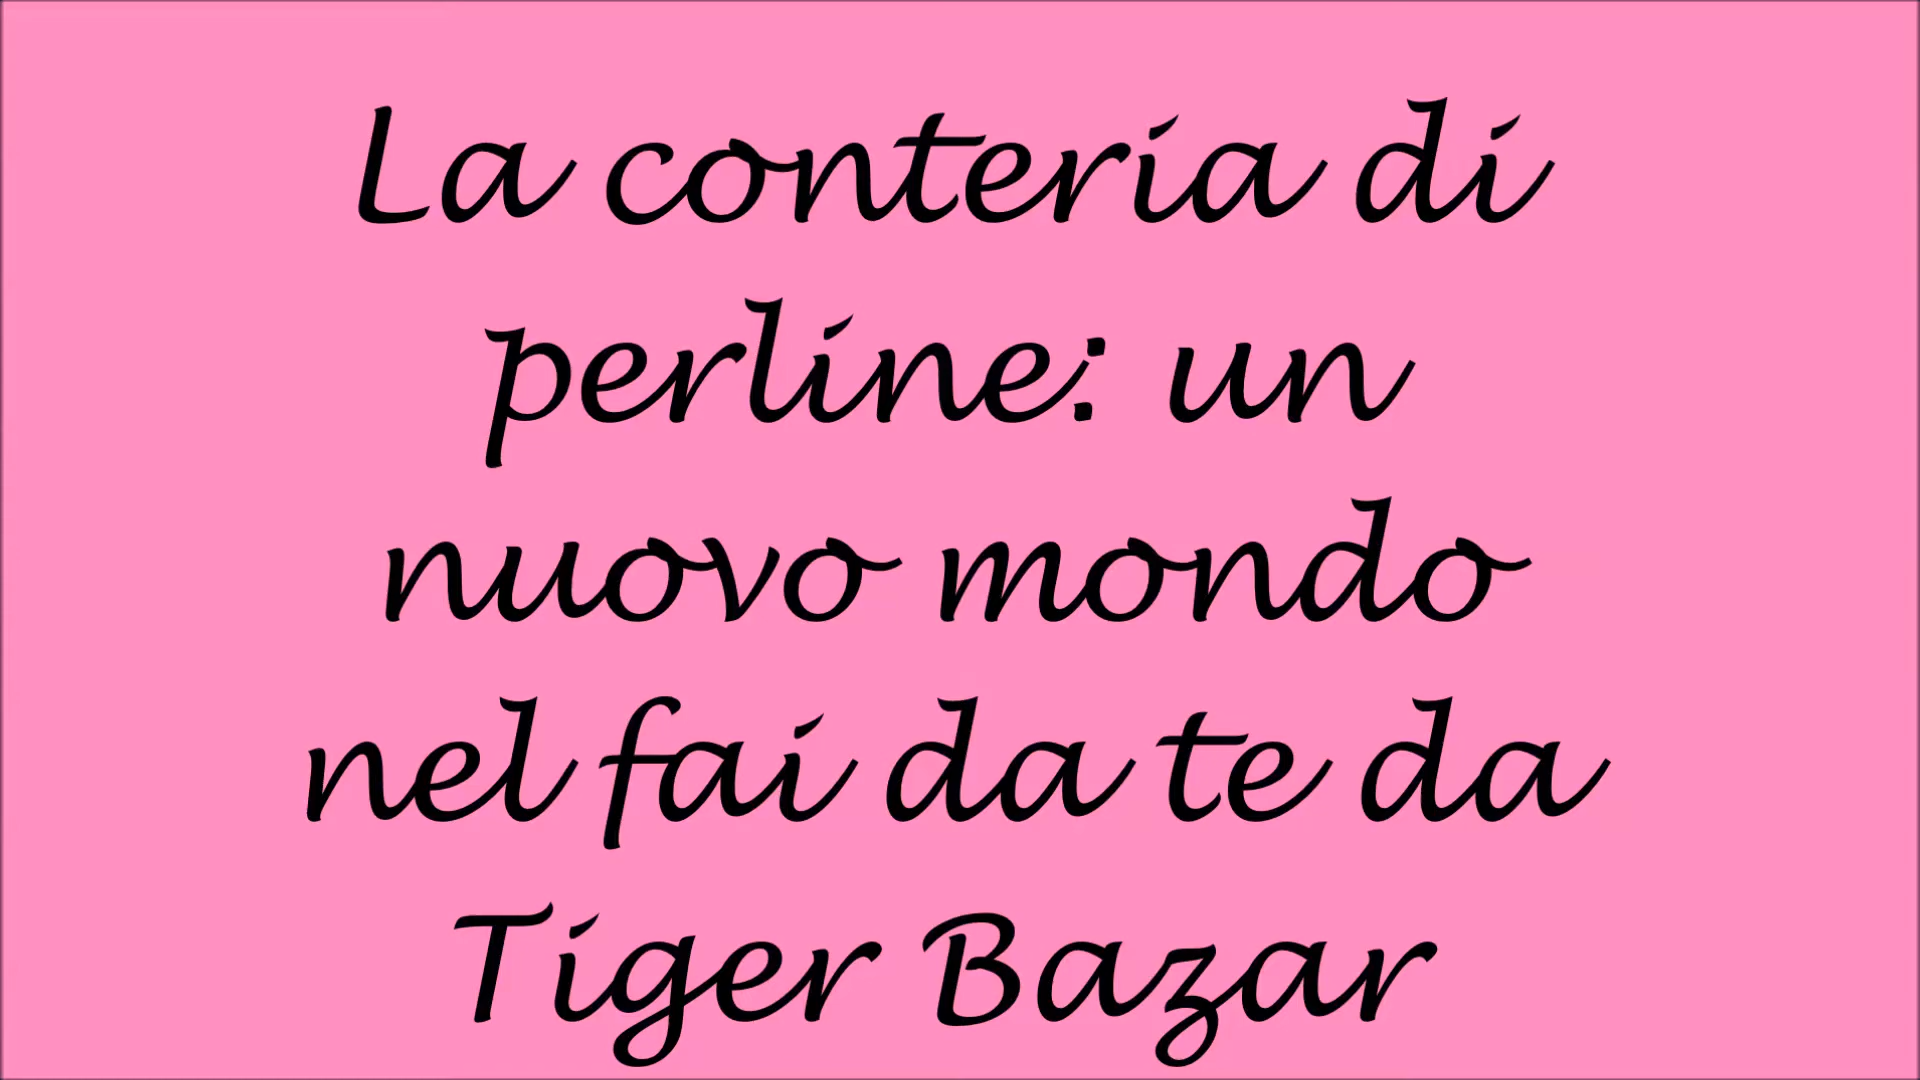 La conteria di
perline: un
nuovo mondo
nel fai da te da
Tiger Bazar